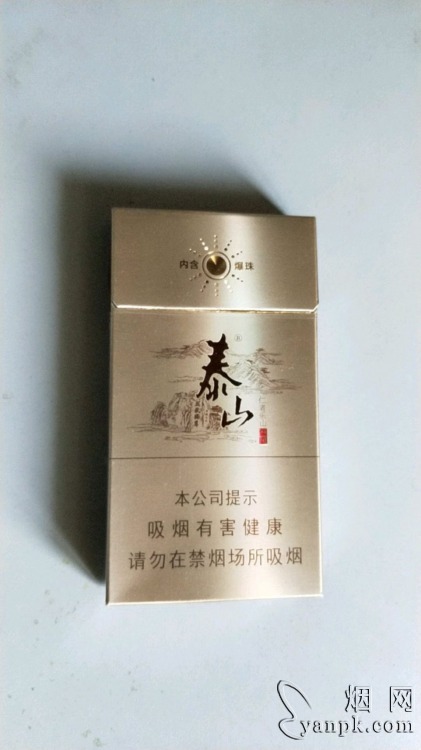 内含 爆珠
泰山
®
本公司提示
吸烟有害健康
请勿在禁烟场所吸烟
烟网
yanpk.com